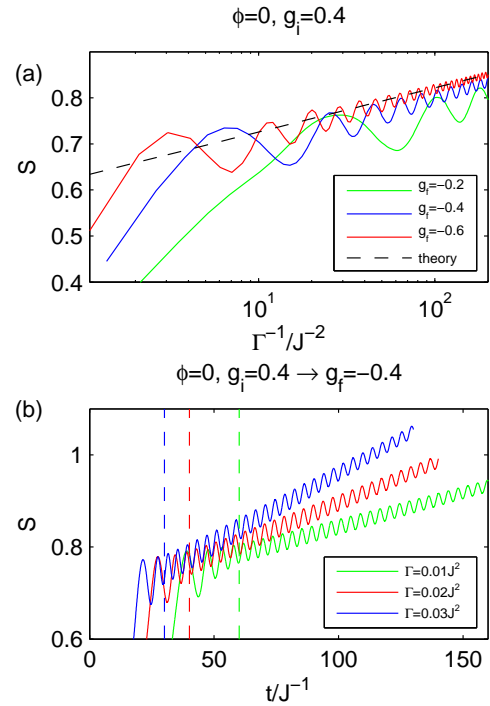 ϕ=0, g_i=0.4
(a)
0.8
0.7
0.6
0.5
0.4
S
10^1
10^2
Γ^-1/J^-2
g_f=−0.2
g_f=−0.4
g_f=−0.6
theory
ϕ=0, g_i=0.4 → g_f=−0.4
(b)
1
0.8
0.6
S
0
50
100
150
t/J^-1
Γ=0.01J^2
Γ=0.02J^2
Γ=0.03J^2